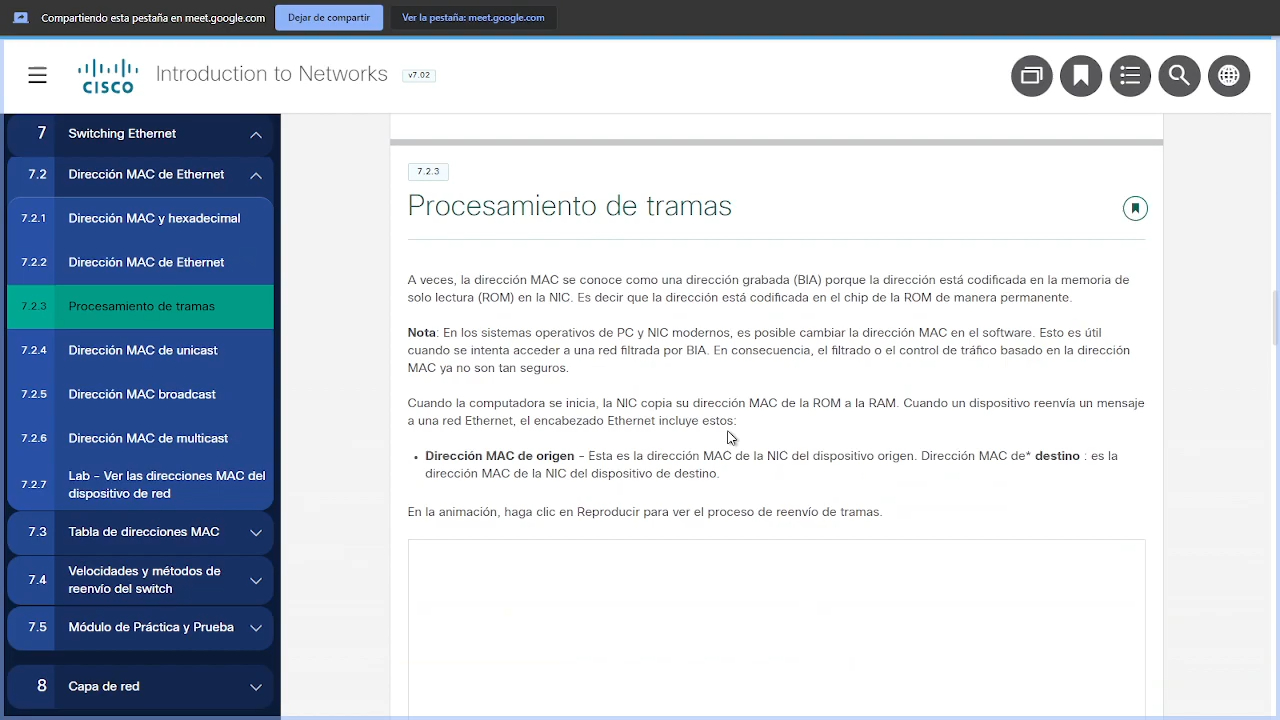 Compartiendo esta pestaña en meet.google.com
Dejar de compartir
Ver la pestaña: meet.google.com
CISCO
Introduction to Networks
v7.02
7 Switching Ethernet
7.2 Dirección MAC de Ethernet
7.2.1 Dirección MAC y hexadecimal
7.2.2 Dirección MAC de Ethernet
7.2.3 Procesamiento de tramas
7.2.4 Dirección MAC de unicast
7.2.5 Dirección MAC broadcast
7.2.6 Dirección MAC de multicast
7.2.7 Lab – Ver las direcciones MAC del
dispositivo de red
7.3 Tabla de direcciones MAC
7.4 Velocidades y métodos de
reenvío del switch
7.5 Módulo de Práctica y Prueba
8 Capa de red
7.2.3
Procesamiento de tramas
A veces, la dirección MAC se conoce como una dirección grabada (BIA) porque la dirección está codificada en la memoria de
solo lectura (ROM) en la NIC. Es decir que la dirección está codificada en el chip de la ROM de manera permanente.
Nota: En los sistemas operativos de PC y NIC modernos, es posible cambiar la dirección MAC en el software. Esto es útil
cuando se intenta acceder a una red filtrada por BIA. En consecuencia, el filtrado o el control de tráfico basado en la dirección
MAC ya no son tan seguros.
Cuando la computadora se inicia, la NIC copia su dirección MAC de la ROM a la RAM. Cuando un dispositivo reenvía un mensaje
a una red Ethernet, el encabezado Ethernet incluye estos:
• Dirección MAC de origen – Esta es la dirección MAC de la NIC del dispositivo origen. Dirección MAC de* destino : es la
dirección MAC de la NIC del dispositivo de destino.
En la animación, haga clic en Reproducir para ver el proceso de reenvío de tramas.